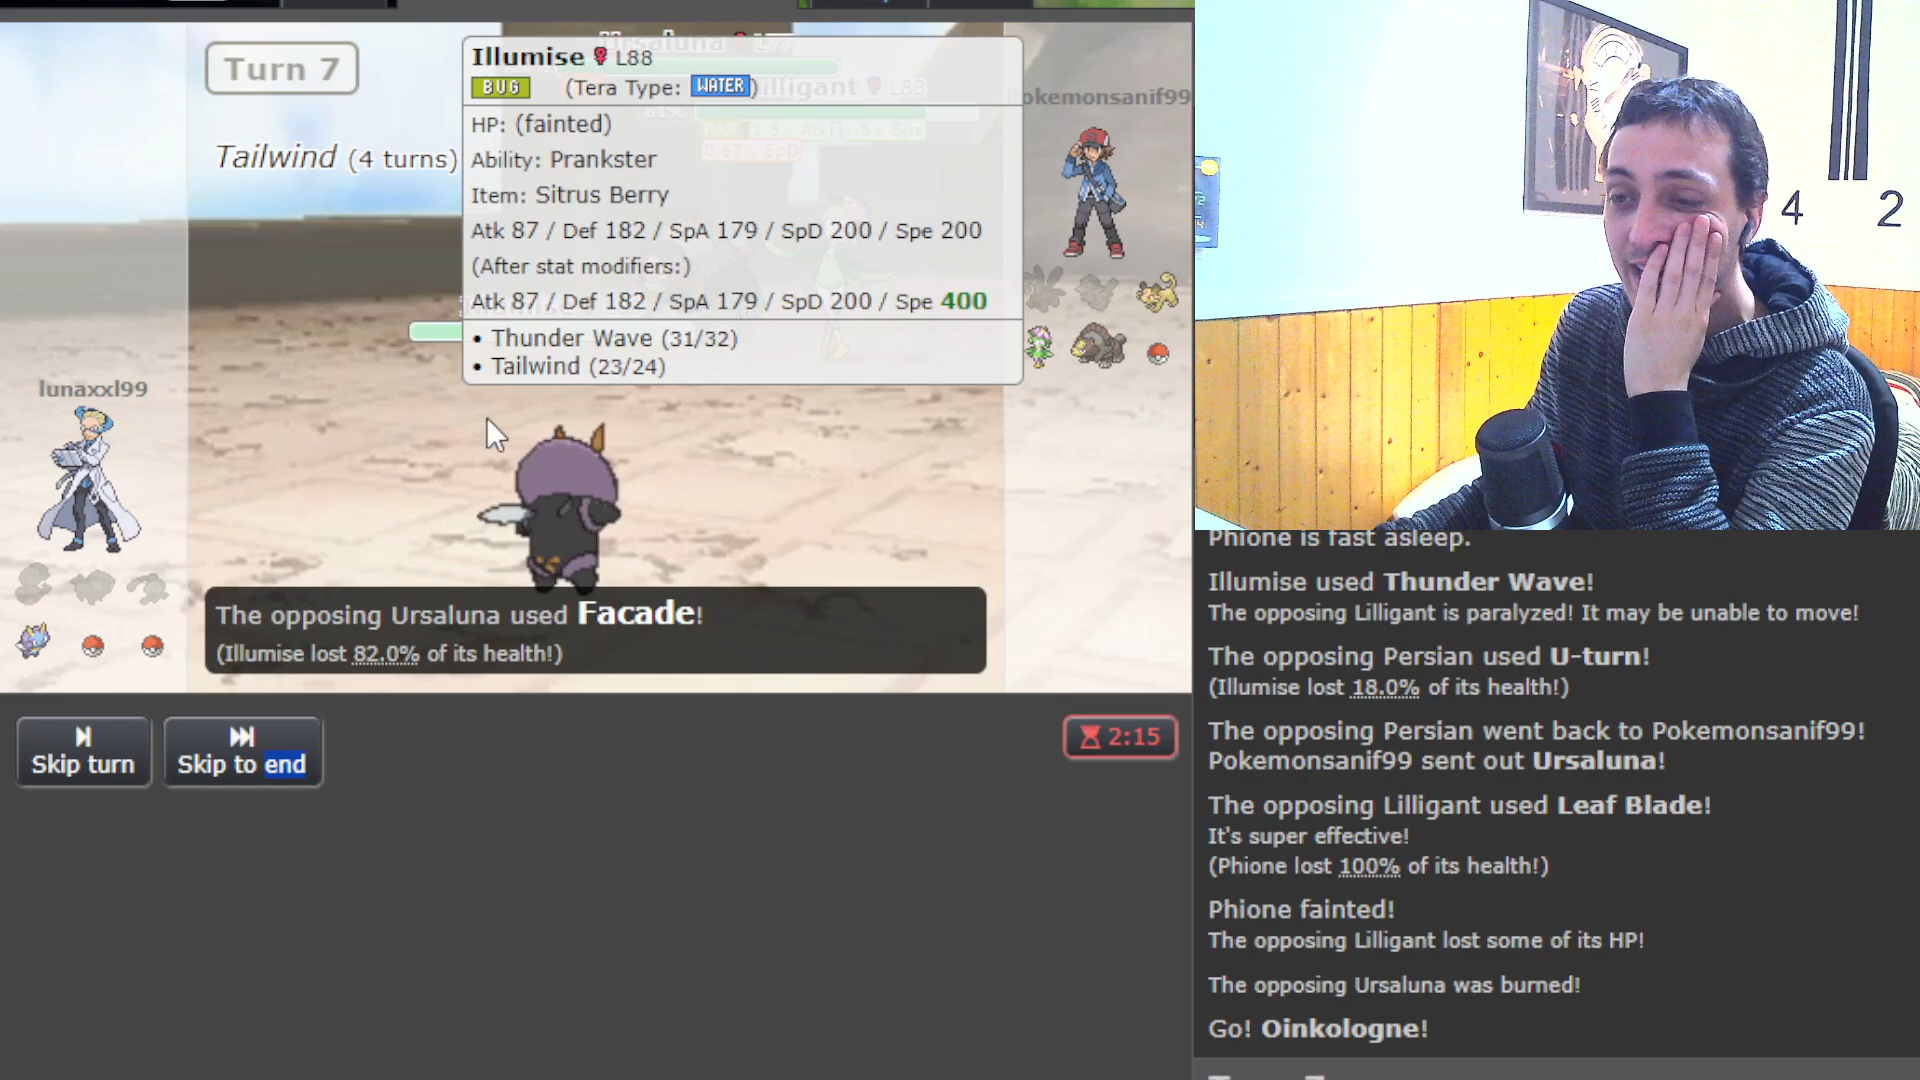 Turn 7
Tailwind (4 turns)
Illumise L88
BUG (Tera Type: WATER)
HP: (fainted)
Ability: Prankster
Item: Sitrus Berry
Atk 87 / Def 182 / SpA 179 / SpD 200 / Spe 200
(After stat modifiers:)
Atk 87 / Def 182 / SpA 179 / SpD 200 / Spe 400
• Thunder Wave (31/32)
• Tailwind (23/24)
okemonsanif99
lunaxxl99
The opposing Ursaluna used Facade!
(Illumise lost 82.0% of its health!)
Skip turn
Skip to end
2:15
4 2
Phione is fast asleep.
Illumise used Thunder Wave!
The opposing Lilligant is paralyzed! It may be unable to move!
The opposing Persian used U-turn!
(Illumise lost 18.0% of its health!)
The opposing Persian went back to Pokemonsanif99!
Pokemonsanif99 sent out Ursaluna!
The opposing Lilligant used Leaf Blade!
It's super effective!
(Phione lost 100% of its health!)
Phione fainted!
The opposing Lilligant lost some of its HP!
The opposing Ursaluna was burned!
Go! Oinkologne!